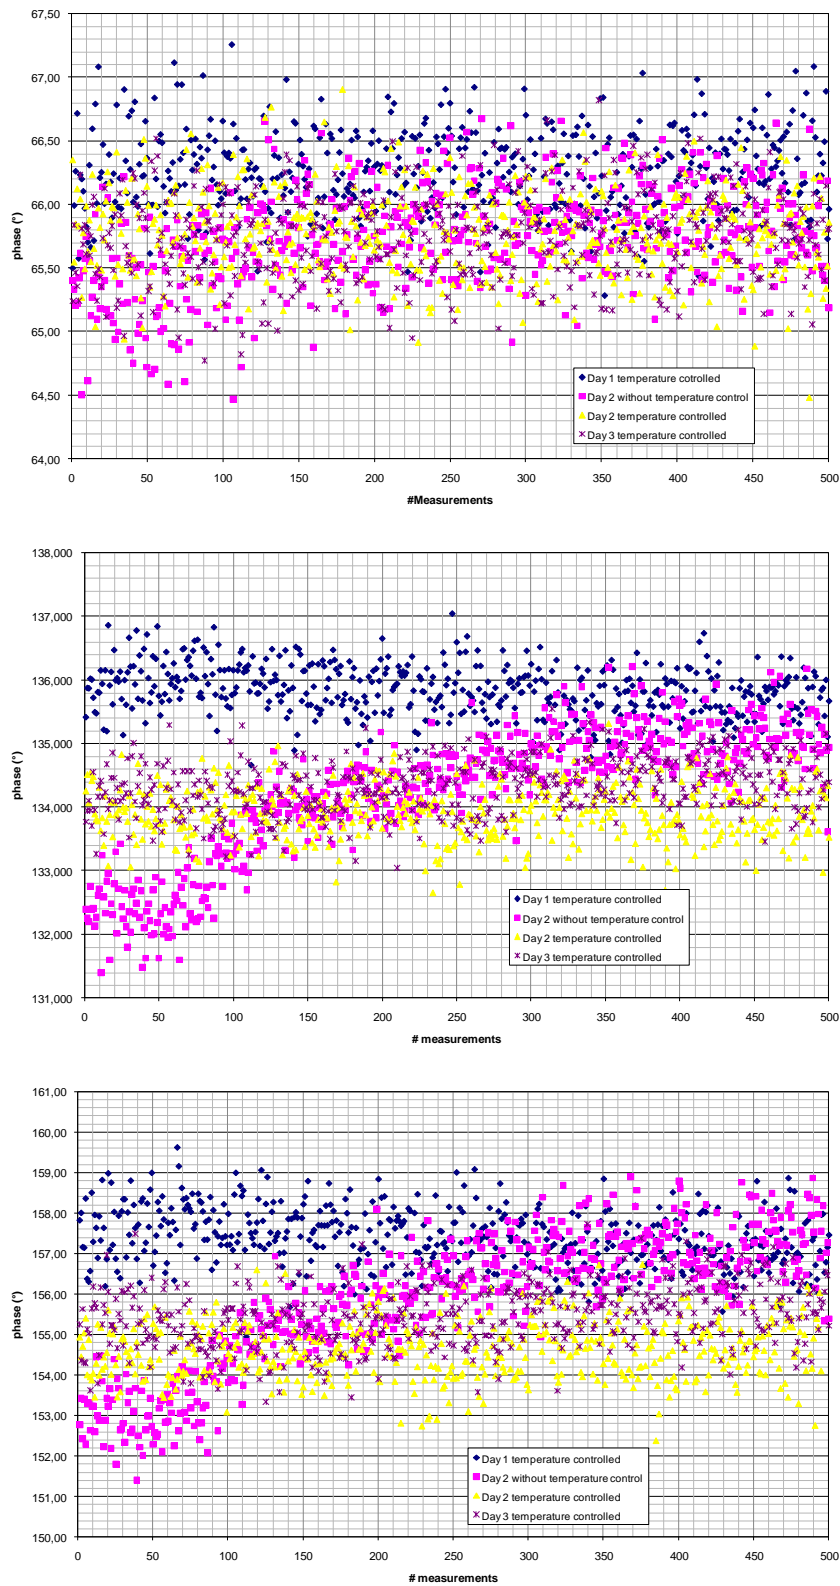 67,50
67,00
66,50
66,00
65,50
65,00
64,50
64,00
phase (°)
0 50 100 150 200 250 300 350 400 450 500
#Measurements
Day 1 temperature cotrolled
Day 2 without temperature control
Day 2 temperature controlled
Day 3 temperature controlled
138,000
137,000
136,000
135,000
134,000
133,000
132,000
131,000
phase (°)
0 50 100 150 200 250 300 350 400 450 500
# measurements
Day 1 temperature controlled
Day 2 without temperature control
Day 2 temperature controlled
Day 3 temperature controlled
161,00
160,00
159,00
158,00
157,00
156,00
155,00
154,00
153,00
152,00
151,00
150,00
phase (°)
0 50 100 150 200 250 300 350 400 450 500
# measurements
Day 1 temperature controlled
Day 2 without temperature control
Day 2 temperature controlled
Day 3 temperature controlled